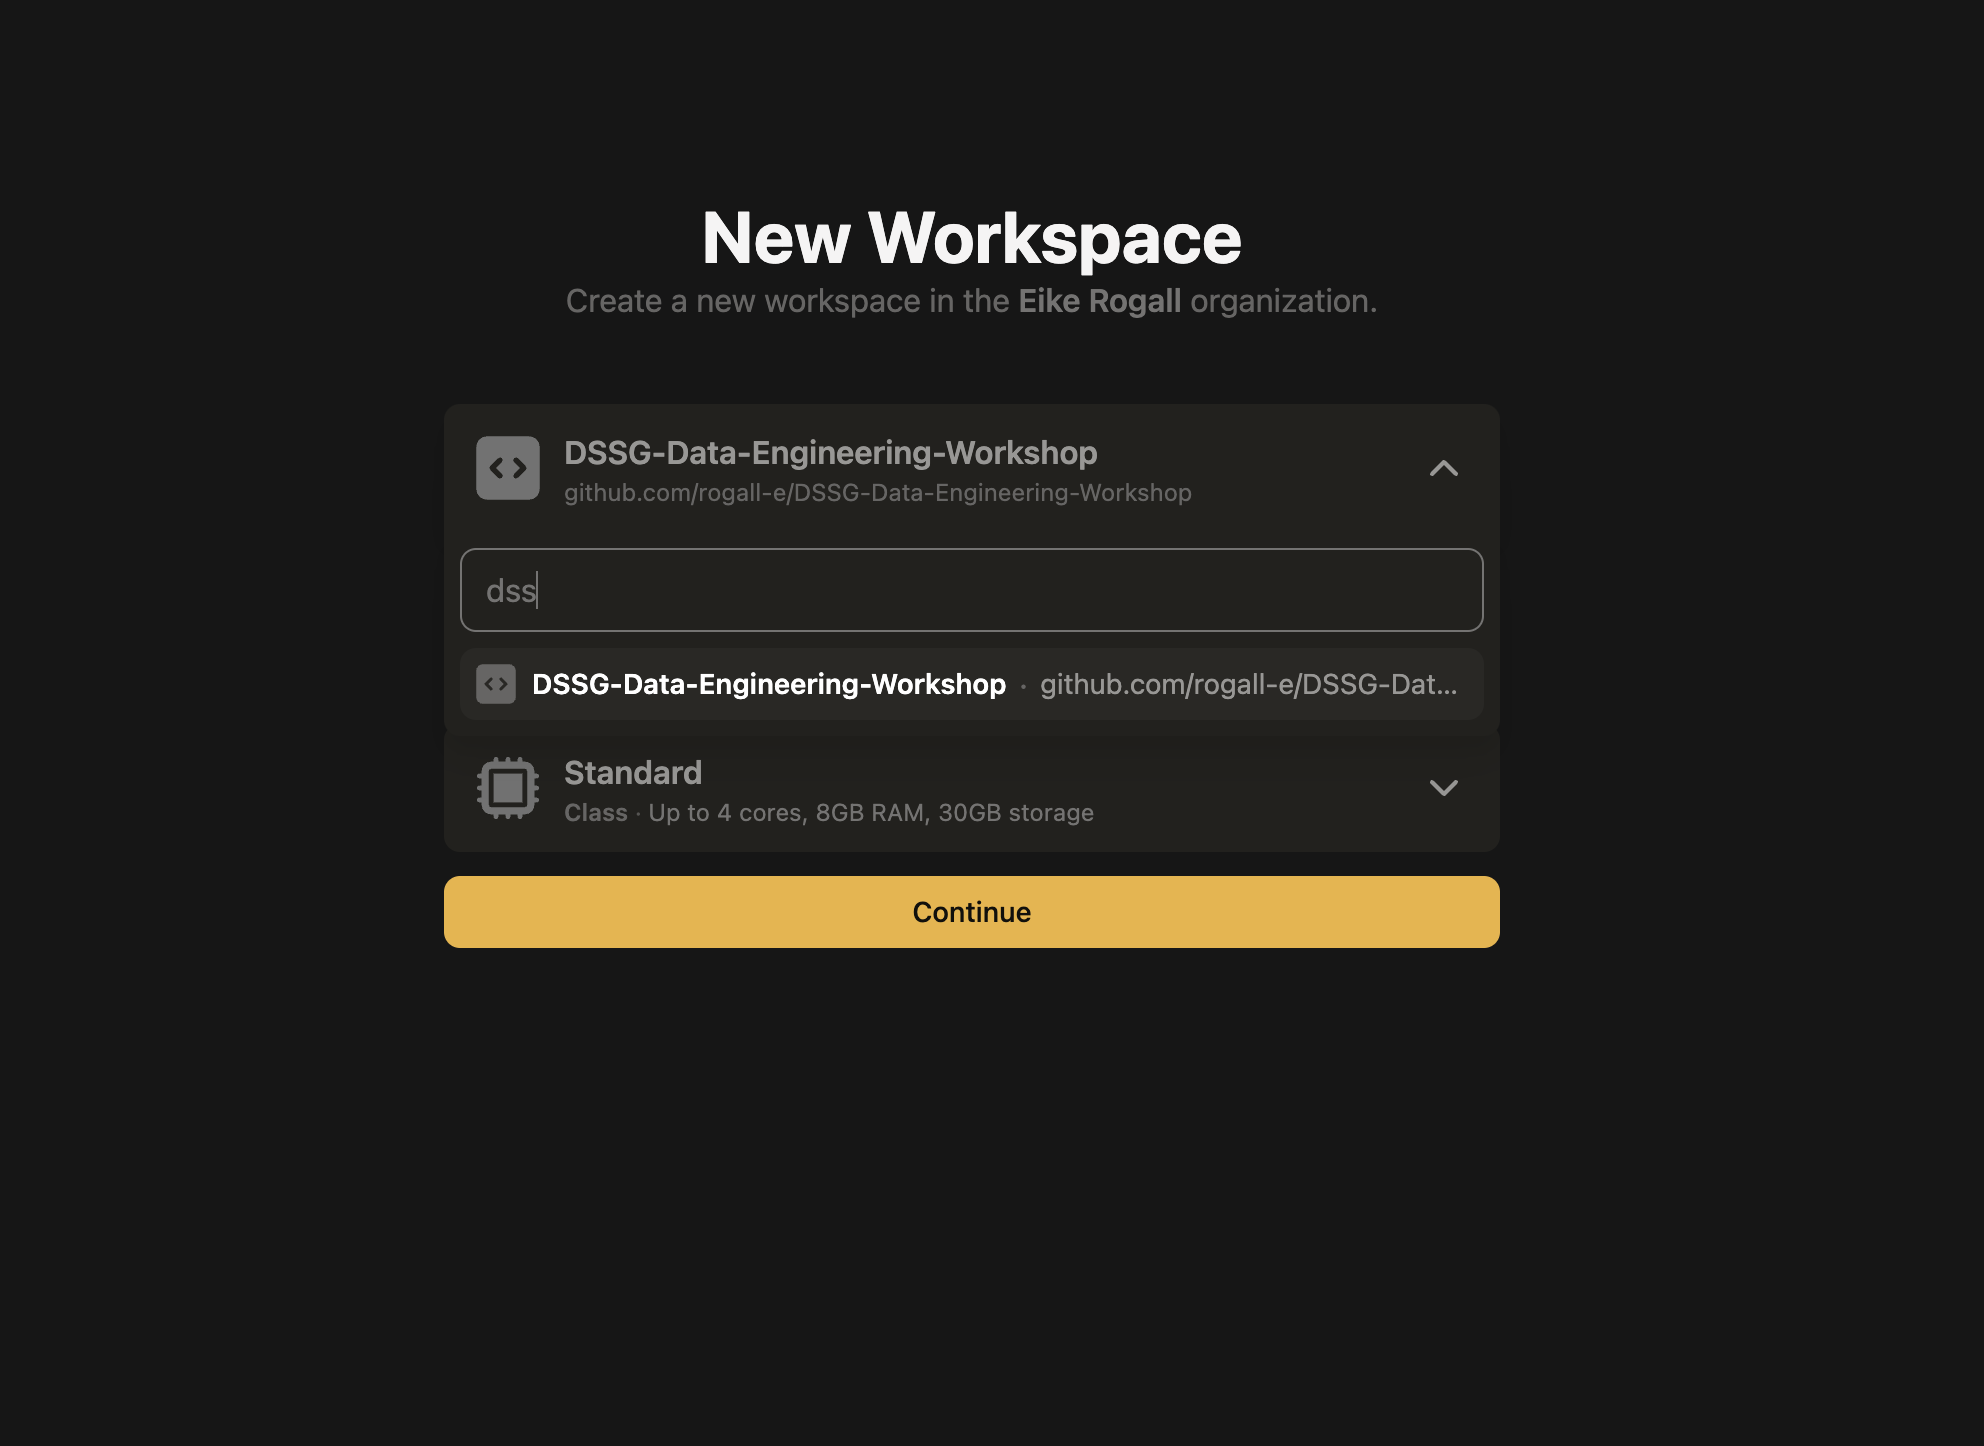 New Workspace
Create a new workspace in the Eike Rogall organization.
DSSG-Data-Engineering-Workshop
github.com/rogall-e/DSSG-Data-Engineering-Workshop
dss
DSSG-Data-Engineering-Workshop · github.com/rogall-e/DSSG-Dat...
Standard
Class · Up to 4 cores, 8GB RAM, 30GB storage
Continue